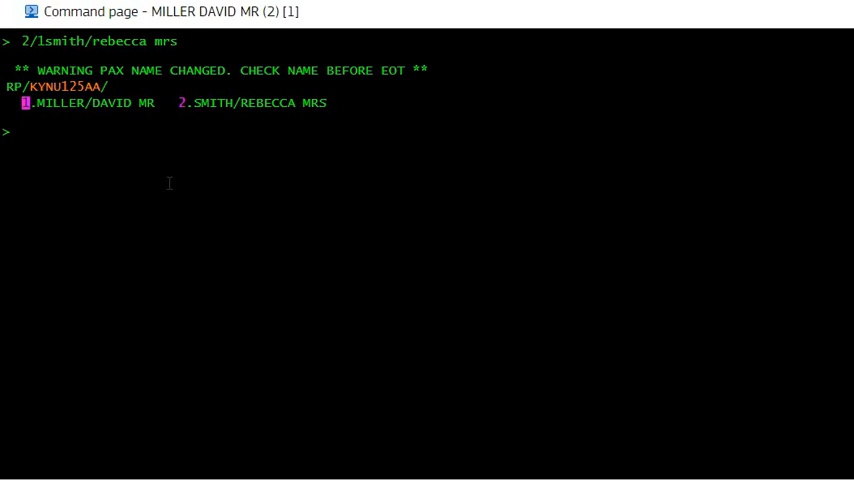 Command page - MILLER DAVID MR (2) [1]
> 2/1smith/rebecca mrs
** WARNING PAX NAME CHANGED. CHECK NAME BEFORE EOT **
RP/KYNU125AA/
1.MILLER/DAVID MR 2.SMITH/REBECCA MRS
>